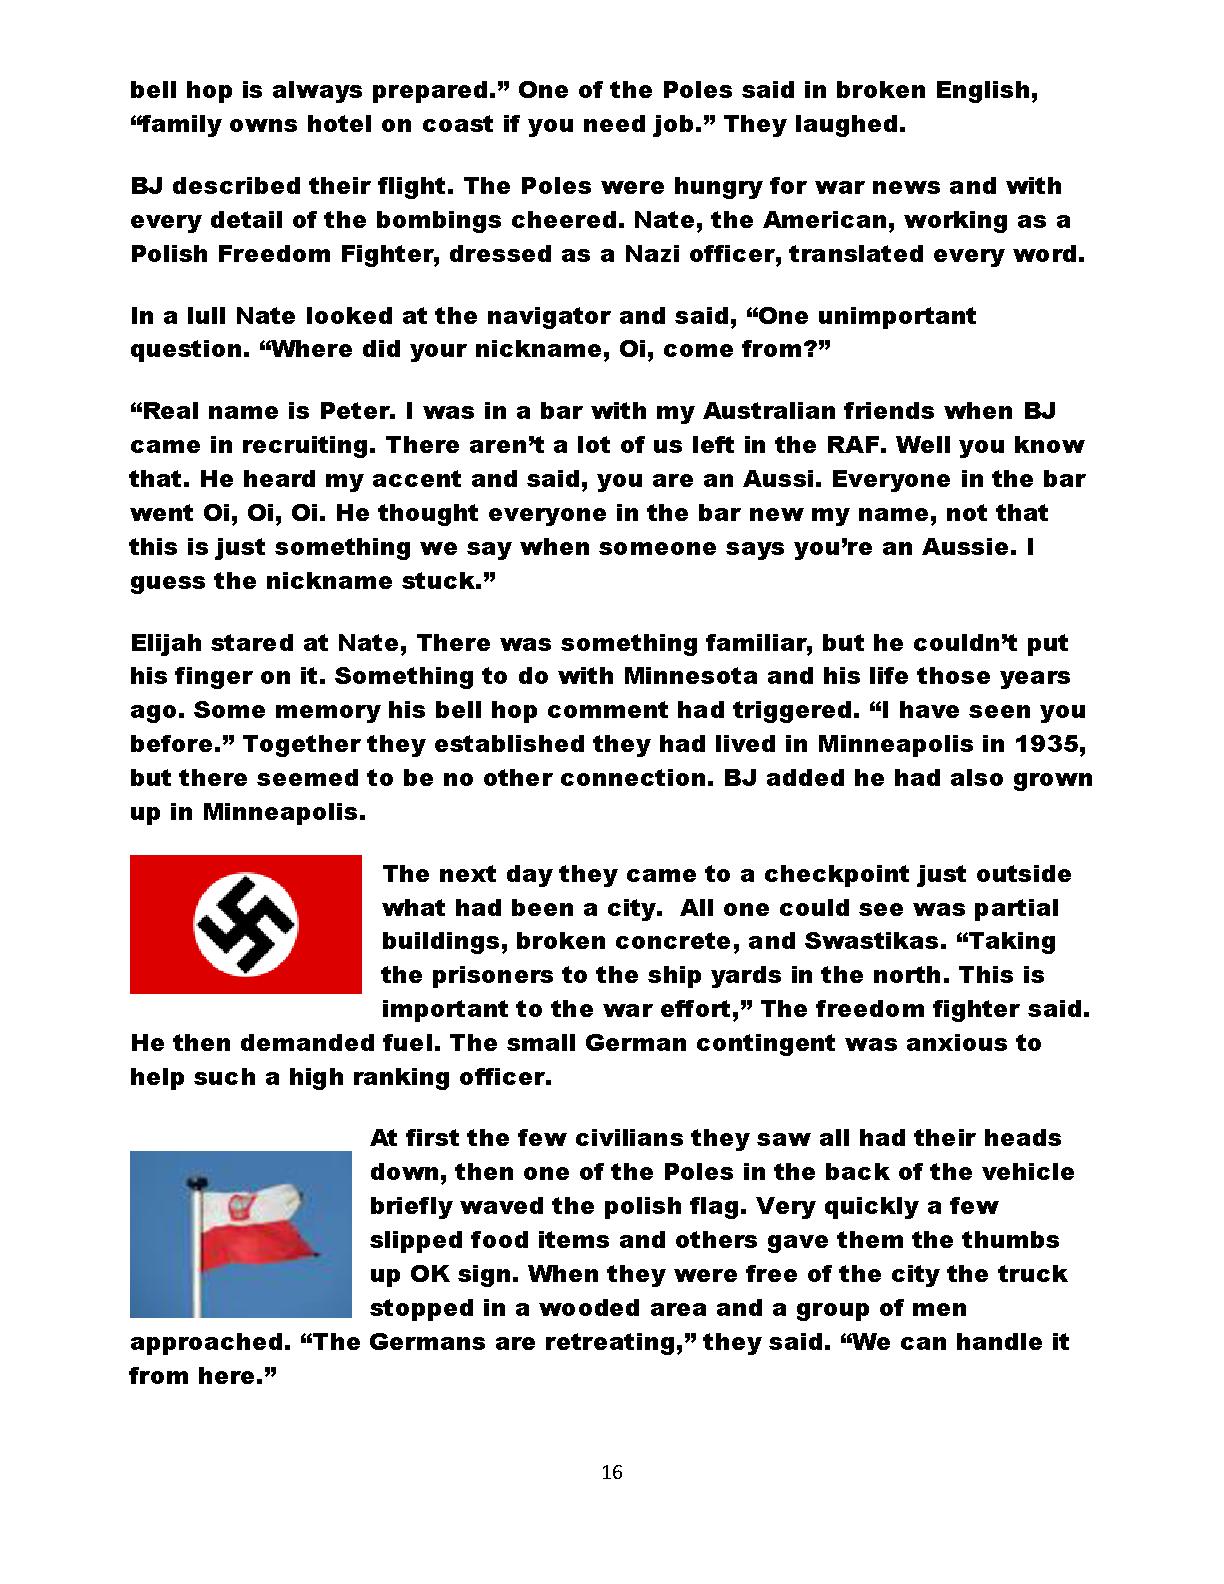 bell hop is always prepared.” One of the Poles said in broken English,
“family owns hotel on coast if you need job.” They laughed.
BJ described their flight. The Poles were hungry for war news and with
every detail of the bombings cheered. Nate, the American, working as a
Polish Freedom Fighter, dressed as a Nazi officer, translated every word.
In a lull Nate looked at the navigator and said, “One unimportant
question. “Where did your nickname, Oi, come from?”
“Real name is Peter. I was in a bar with my Australian friends when BJ
came in recruiting. There aren’t a lot of us left in the RAF. Well you know
that. He heard my accent and said, you are an Aussi. Everyone in the bar
went Oi, Oi, Oi. He thought everyone in the bar new my name, not that
this is just something we say when someone says you’re an Aussie. I
guess the nickname stuck.”
Elijah stared at Nate, There was something familiar, but he couldn’t put
his finger on it. Something to do with Minnesota and his life those years
ago. Some memory his bell hop comment had triggered. “I have seen you
before.” Together they established they had lived in Minneapolis in 1935,
but there seemed to be no other connection. BJ added he had also grown
up in Minneapolis.
The next day they came to a checkpoint just outside
what had been a city.  All one could see was partial
buildings, broken concrete, and Swastikas. “Taking
the prisoners to the ship yards in the north. This is
important to the war effort,” The freedom fighter said.
He then demanded fuel. The small German contingent was anxious to
help such a high ranking officer.
At first the few civilians they saw all had their heads
down, then one of the Poles in the back of the vehicle
briefly waved the polish flag. Very quickly a few
slipped food items and others gave them the thumbs
up OK sign. When they were free of the city the truck
stopped in a wooded area and a group of men
approached. “The Germans are retreating,” they said. “We can handle it
from here.”
16